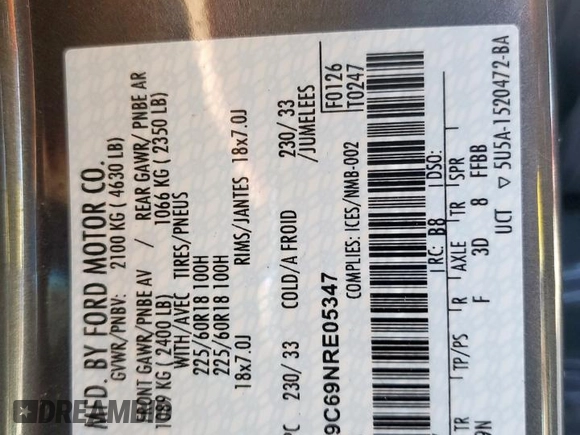 MFD. BY FORD MOTOR CO.
GVWR/PNBV: 2100 KG ( 4630 LB)
FRONT GAWR/PNBE AV / REAR GAWR/ PNBE AR
1089 KG ( 2400 LB) 1066 KG ( 2350 LB)
WITH/AVEC TIRES/PNEUS
225/60R18 100H
225/60R18 100H
18x7.0J RIMS/JANTES 18x7.0J
PC 230/ 33 COLD/A FROID 230/ 33
/JUMELEES
F0126
T0247
9C69NRE05347
COMPLIES: ICES/NMB-002
RC: B8 DSO:
TR TP/PS R AXLE TR SPR
9N F 3D 8 FFBB
UCT ▽ 5U5A-1520472-BA
DREAMBID